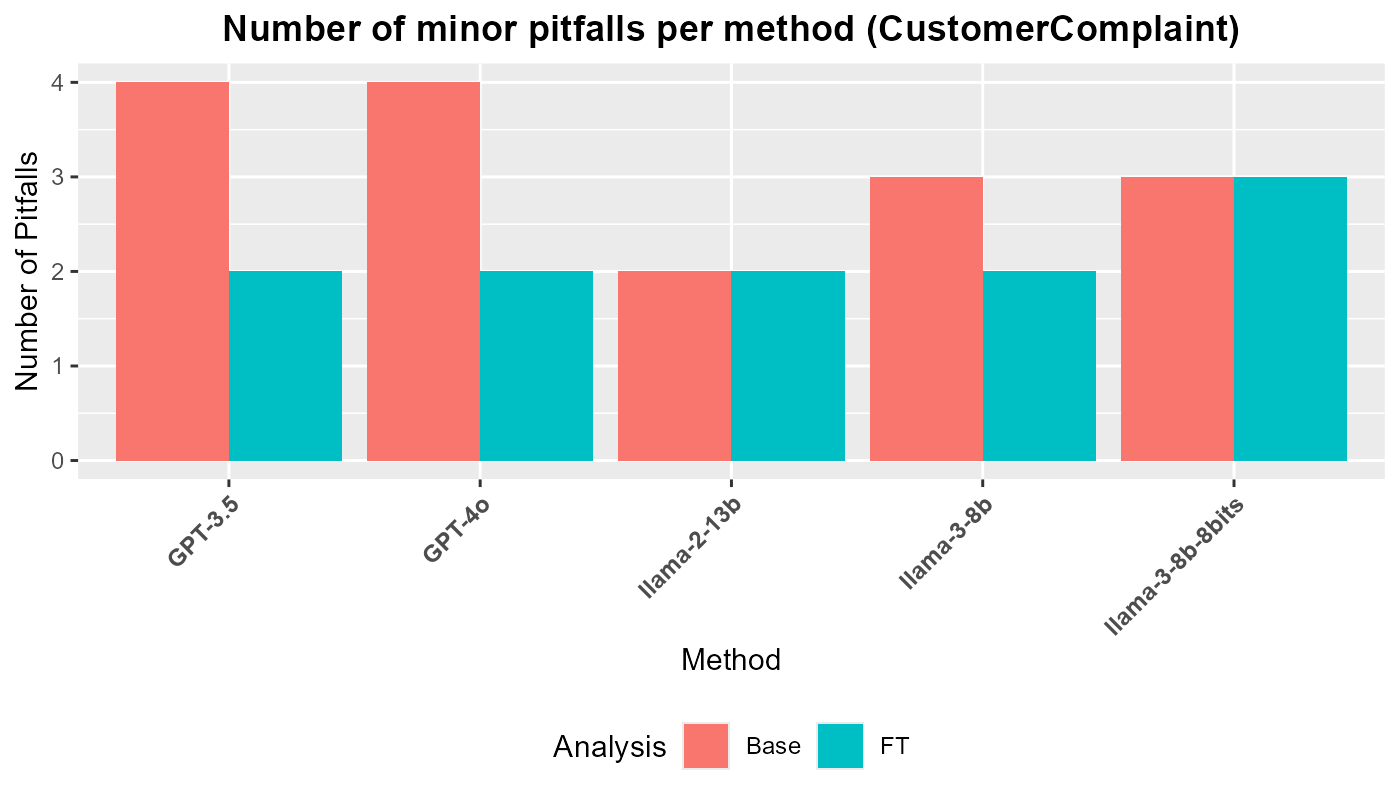 Number of minor pitfalls per method (CustomerComplaint)
Number of Pitfalls
4
3
2
1
0
GPT-3.5
GPT-4o
llama-2-13b
llama-3-8b
llama-3-8b-8bits
Method
Analysis Base FT